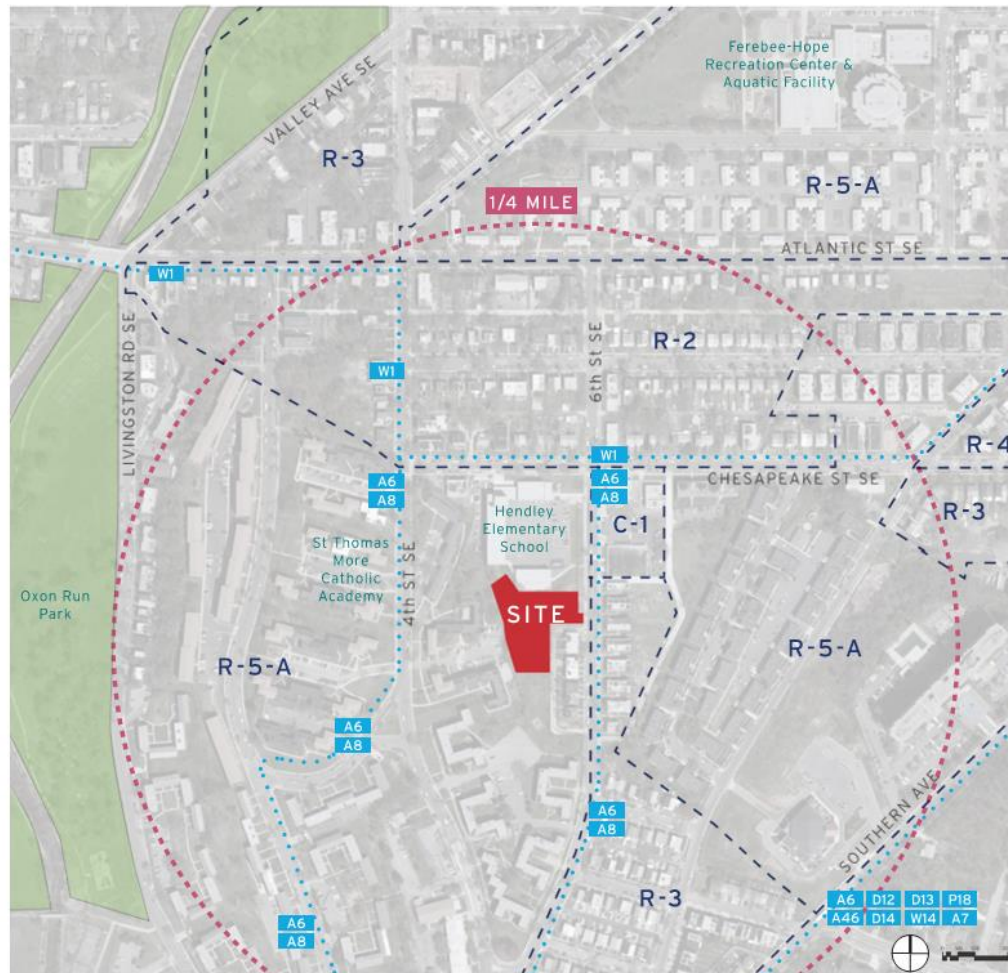 Ferebee-Hope
Recreation Center &
Aquatic Facility
VALLEY AVE SE
R-3
R-5-A
1/4 MILE
ATLANTIC ST SE
W1
LIVINGSTON RD SE
W1
R-2
6th St SE
W1
R-4
A6
A8
A6
A8
CHESAPEAKE ST SE
Hendley
Elementary
School
C-1
R-3
St Thomas
More
Catholic
Academy
4th ST SE
Oxon Run
Park
SITE
R-5-A
R-5-A
A6
A8
A6
A8
SOUTHERN AVE
R-3
A6 D12 D13 P18
A46 D14 W14 A7
A6
A8